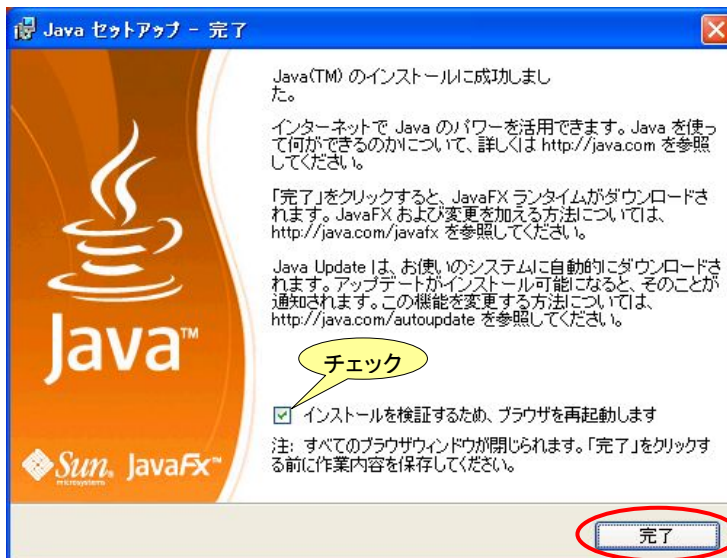 Java セットアップ - 完了
Java(TM) のインストールに成功しまし
た。
インターネットで Java のパワーを活用できます。Java を使っ
て何ができるのかについて、詳しくは http://java.com を参照
してください。
「完了」をクリックすると、JavaFX ランタイムがダウンロードさ
れます。JavaFX および変更を加える方法については、
http://java.com/javafx を参照してください。
Java Update は、お使いのシステムに自動的にダウンロードさ
れます。アップデートがインストール可能になると、そのことが
通知されます。この機能を変更する方法については、
http://java.com/autoupdate を参照してください。
Java™
チェック
インストールを検証するため、ブラウザを再起動します
注: すべてのブラウザウィンドウが閉じられます。「完了」をクリックす
る前に作業内容を保存してください。
Sun microsystems JavaFX™
完了